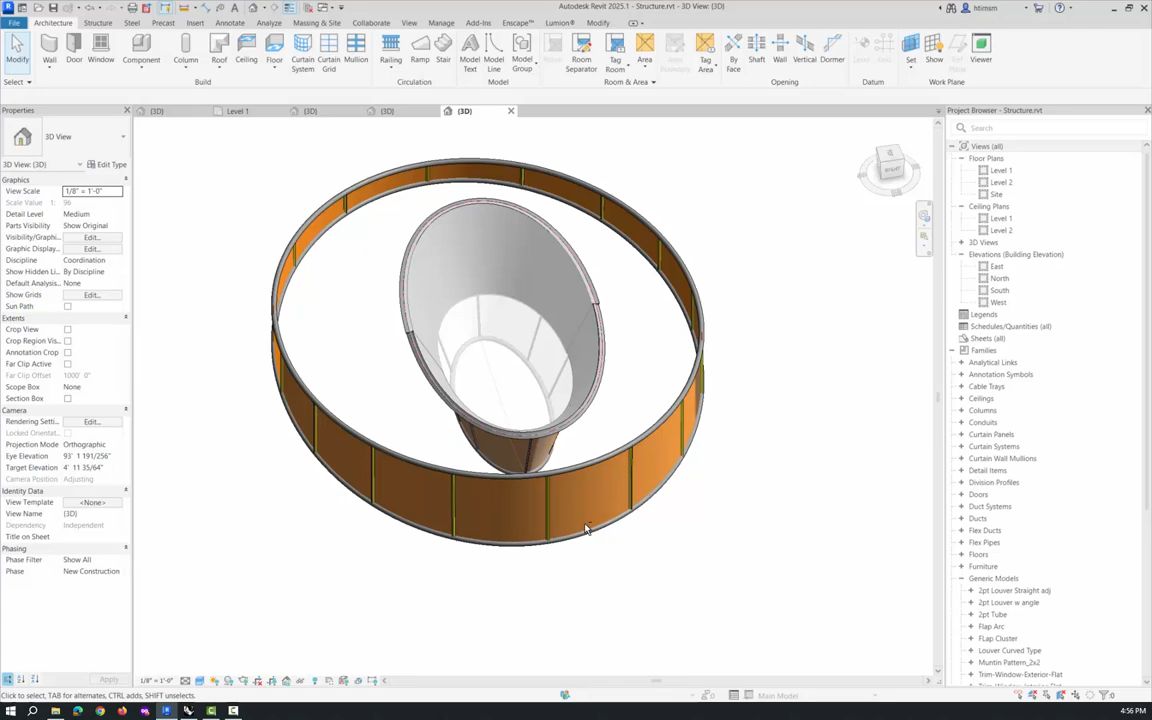 Autodesk Revit 2025.1 - Structure.rvt - 3D View: {3D}
htimsm
File Architecture Structure Steel Precast Systems Insert Annotate Analyze Massing & Site Collaborate View Manage Add-Ins Enscape™ Lumion® Modify
Modify Wall Door Window Component Column Roof Ceiling Floor Curtain System Curtain Grid Mullion Railing Ramp Stair Model Text Model Line Model Group Room Separator Tag Room Area Tag Area By Face Shaft Wall Vertical Dormer Set Show Viewer
Select Build Circulation Model Room & Area Opening Datum Work Plane
Properties
{3D} Level 1 {3D} {3D} {3D}
Project Browser - Structure.rvt
3D View
3D View: {3D} Edit Type
Graphics
View Scale 1/8" = 1'-0"
Scale Value 1: 96
Detail Level Medium
Parts Visibility Show Original
Visibility/Graphi... Edit...
Graphic Display... Edit...
Discipline Coordination
Show Hidden Li... By Discipline
Default Analysis... None
Show Grids Edit...
Sun Path
Extents
Crop View
Crop Region Vis...
Annotation Crop
Far Clip Active
Far Clip Offset 1000' 0"
Scope Box None
Section Box
Camera
Rendering Setti... Edit...
Locked Orientat...
Projection Mode Orthographic
Eye Elevation 93' 1 191/256"
Target Elevation 4' 11 35/64"
Camera Position Adjusting
Identity Data
View Template <None>
View Name {3D}
Dependency Independent
Title on Sheet
Phasing
Phase Filter Show All
Phase New Construction
Apply
RIGHT
Search
Views (all)
Floor Plans
Level 1
Level 2
Site
Ceiling Plans
Level 1
Level 2
3D Views
Elevations (Building Elevation)
East
North
South
West
Legends
Schedules/Quantities (all)
Sheets (all)
Families
Analytical Links
Annotation Symbols
Cable Trays
Ceilings
Columns
Conduits
Curtain Panels
Curtain Systems
Curtain Wall Mullions
Detail Items
Division Profiles
Doors
Duct Systems
Ducts
Flex Ducts
Flex Pipes
Floors
Furniture
Generic Models
2pt Louver Straight adj
2pt Louver w angle
2pt Tube
Flap Arc
FLap Cluster
Louver Curved Type
Muntin Pattern_2x2
Trim-Window-Exterior-Flat
1/8" = 1'-0"
Click to select, TAB for alternates, CTRL adds, SHIFT unselects.
:0
Main Model
:0
4:56 PM